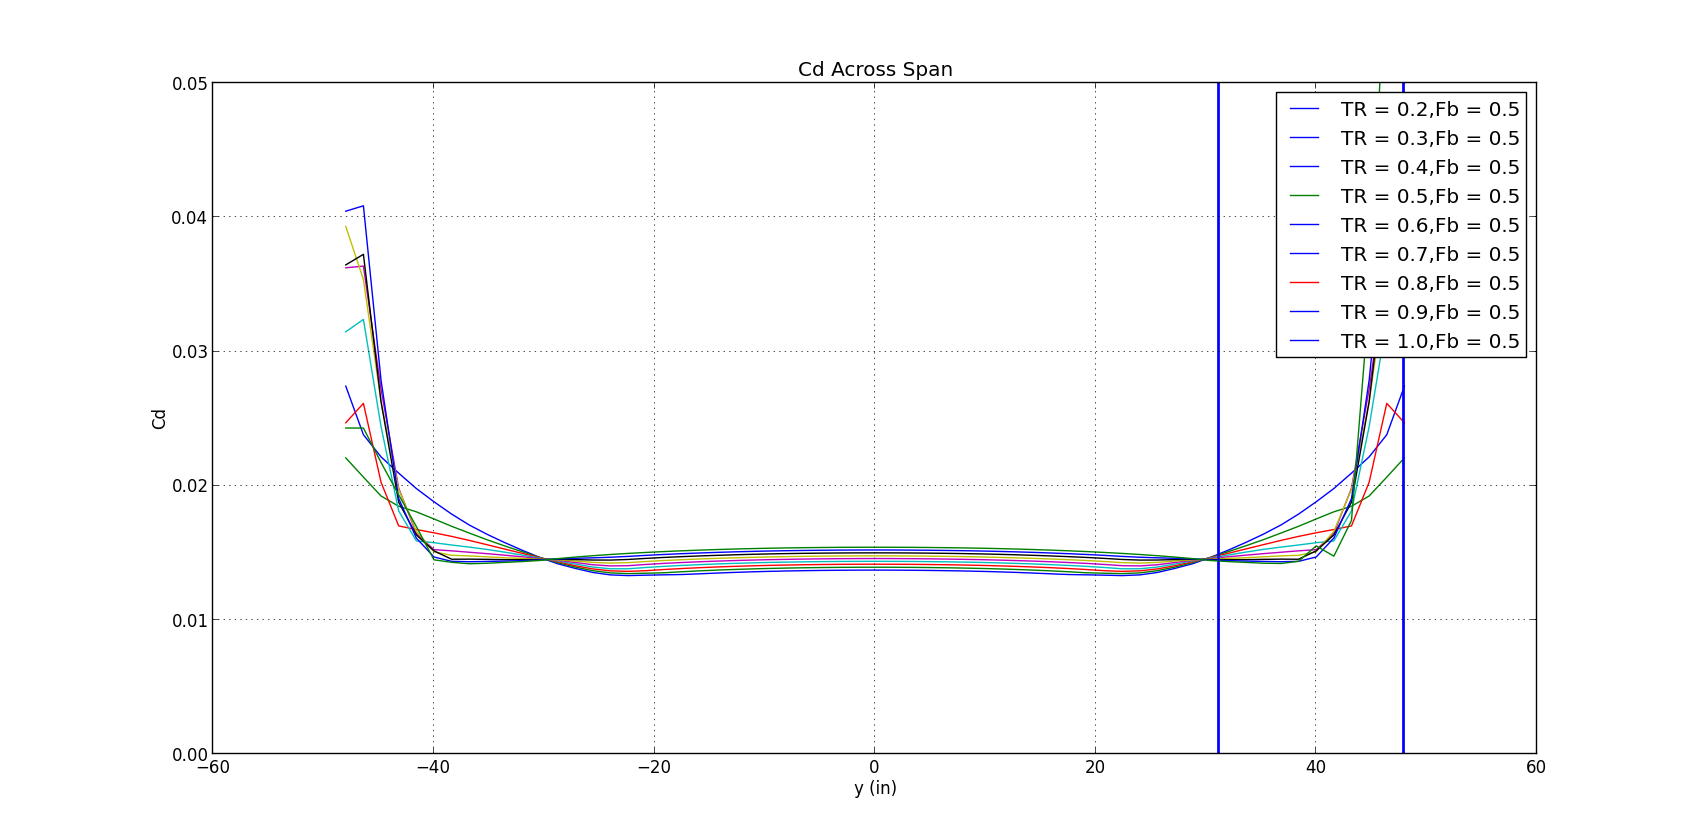 Cd Across Span
0.05
0.04
0.03
0.02
0.01
0.00
Cd
TR = 0.2,Fb = 0.5
TR = 0.3,Fb = 0.5
TR = 0.4,Fb = 0.5
TR = 0.5,Fb = 0.5
TR = 0.6,Fb = 0.5
TR = 0.7,Fb = 0.5
TR = 0.8,Fb = 0.5
TR = 0.9,Fb = 0.5
TR = 1.0,Fb = 0.5
−60 −40 −20 0 20 40 60
y (in)